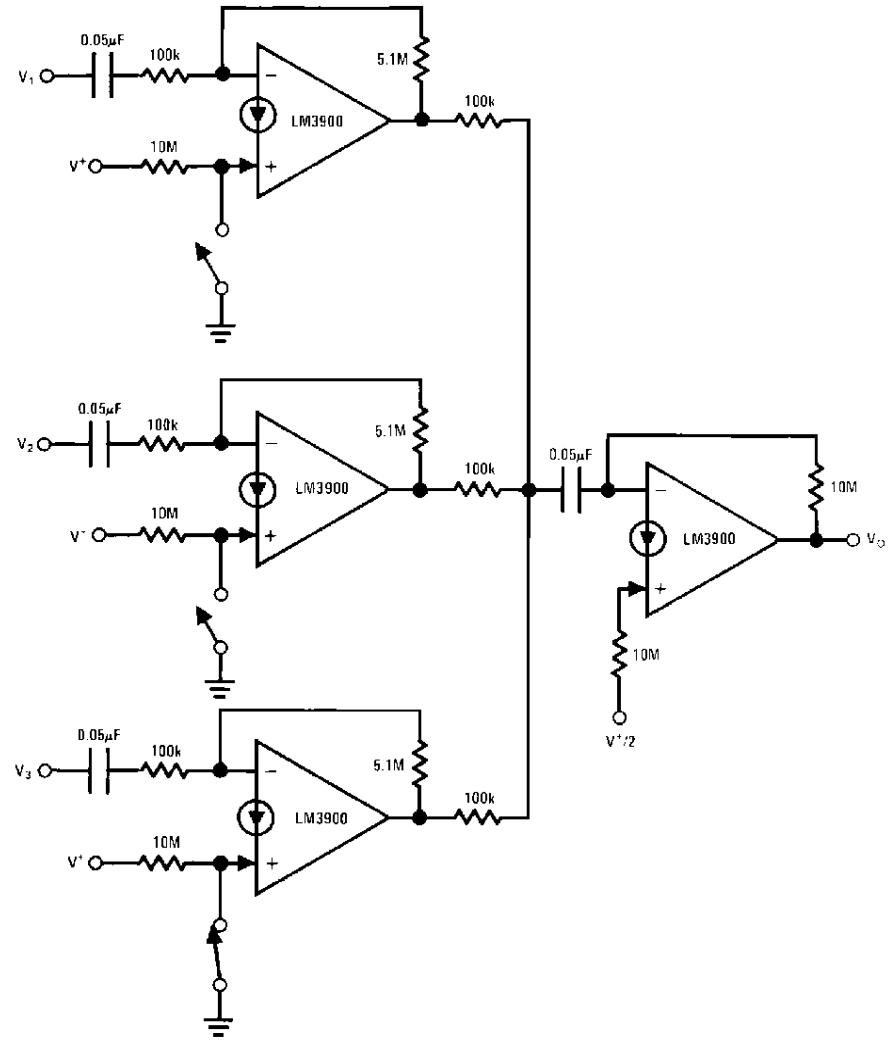 0.05μF
100k
5.1M
V1
−
LM3900
100k
10M
V+
+
0.05μF
100k
5.1M
V2
−
LM3900
100k
0.05μF
10M
10M
V+
+
−
LM3900
VO
+
10M
V+/2
0.05μF
100k
5.1M
V3
−
LM3900
100k
10M
V+
+